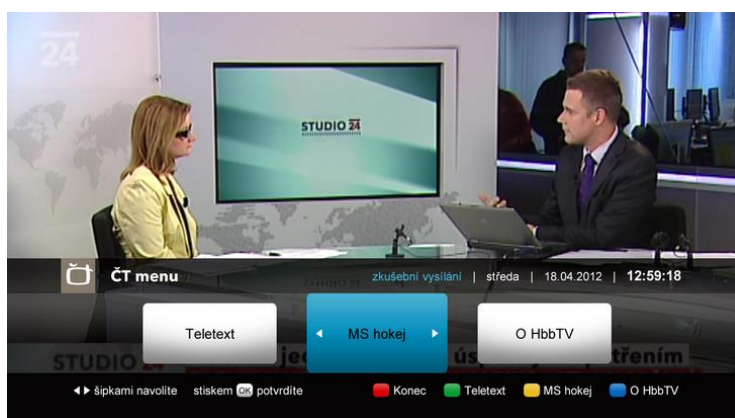 24
STUDIO 24
ČT ČT menu zkušební vysílání | středa | 18.04.2012 | 12:59:18
Teletext MS hokej O HbbTV
STUDIO
šipkami navolíte stiskem OK potvrdíte Konec Teletext MS hokej O HbbTV